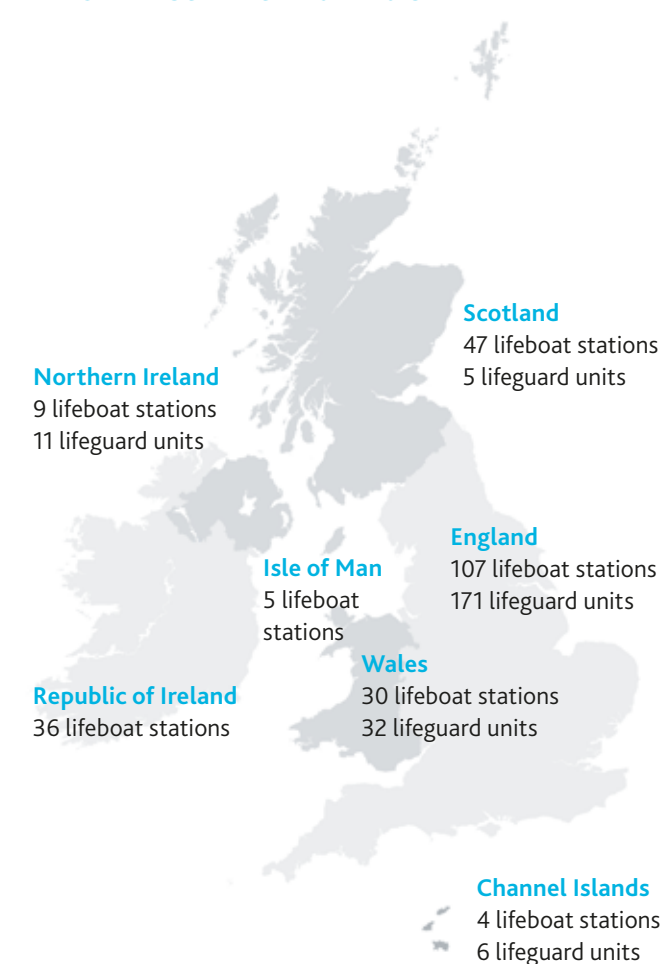 Scotland
47 lifeboat stations
5 lifeguard units
Northern Ireland
9 lifeboat stations
11 lifeguard units
England
107 lifeboat stations
171 lifeguard units
Isle of Man
5 lifeboat
stations
Wales
30 lifeboat stations
32 lifeguard units
Republic of Ireland
36 lifeboat stations
Channel Islands
4 lifeboat stations
6 lifeguard units